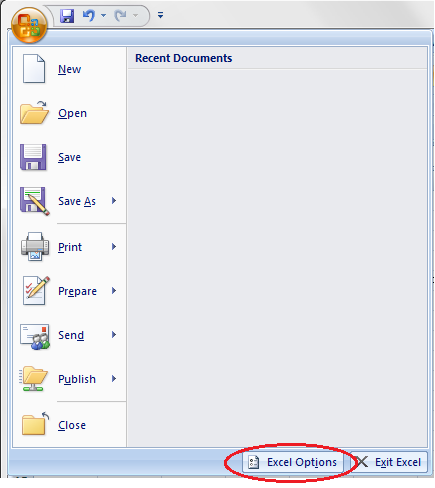 Recent Documents
New
Open
Save
Save As
Print
Prepare
Send
Publish
Close
Excel Options
Exit Excel